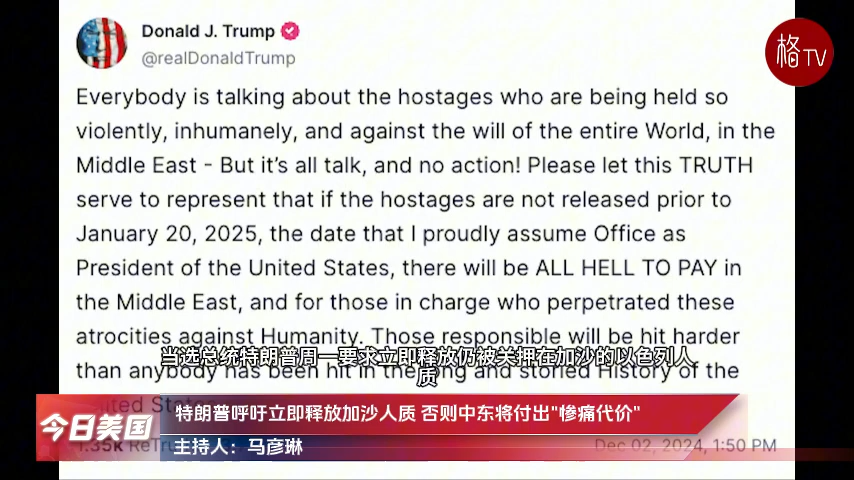 Donald J. Trump
@realDonaldTrump
格TV
Everybody is talking about the hostages who are being held so
violently, inhumanely, and against the will of the entire World, in the
Middle East - But it's all talk, and no action! Please let this TRUTH
serve to represent that if the hostages are not released prior to
January 20, 2025, the date that I proudly assume Office as
President of the United States, there will be ALL HELL TO PAY in
the Middle East, and for those in charge who perpetrated these
atrocities against Humanity. Those responsible will be hit harder
当选总统特朗普周一要求立即释放仍被关押在加沙的以色列人
质
than anybody has been hit in the long and storied History of the
United States
今日美国
特朗普呼吁立即释放加沙人质 否则中东将付出"惨痛代价"
主持人：马彦琳
1.35k ReTru
Dec 02, 2024, 1:50 PM